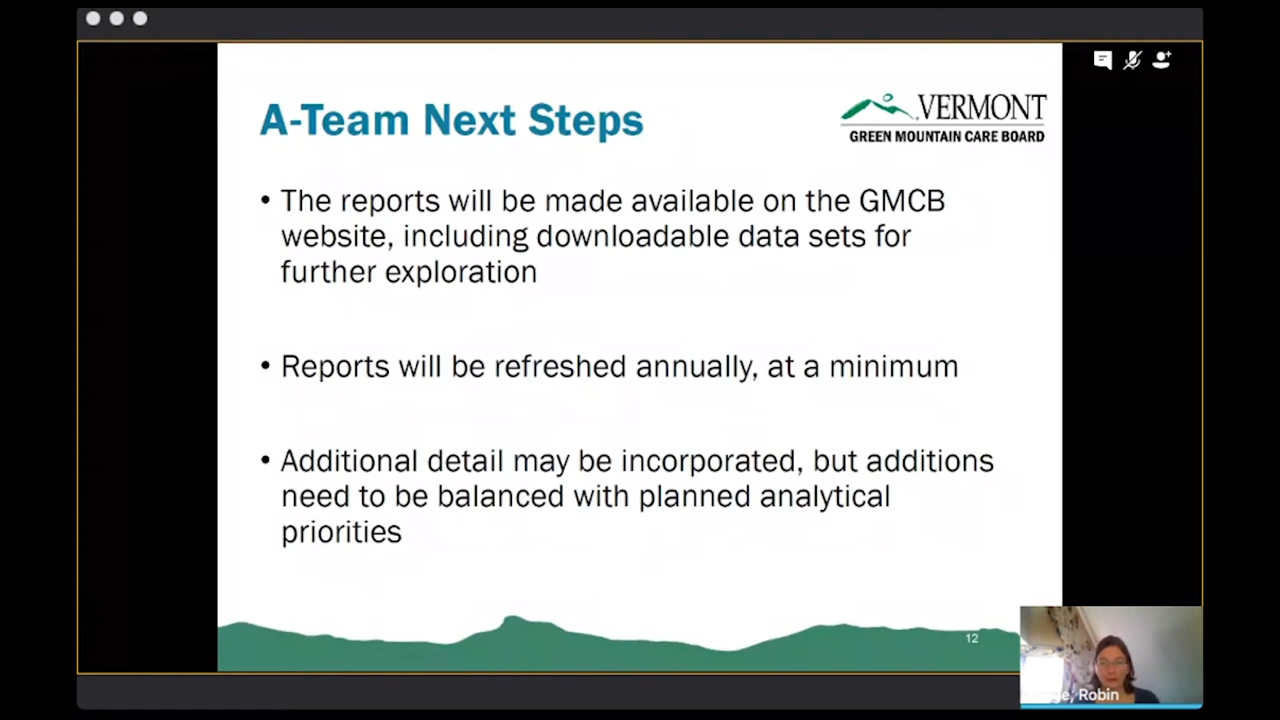 A-Team Next Steps
VERMONT
GREEN MOUNTAIN CARE BOARD
• The reports will be made available on the GMCB
website, including downloadable data sets for
further exploration
• Reports will be refreshed annually, at a minimum
• Additional detail may be incorporated, but additions
need to be balanced with planned analytical
priorities
12
Robin